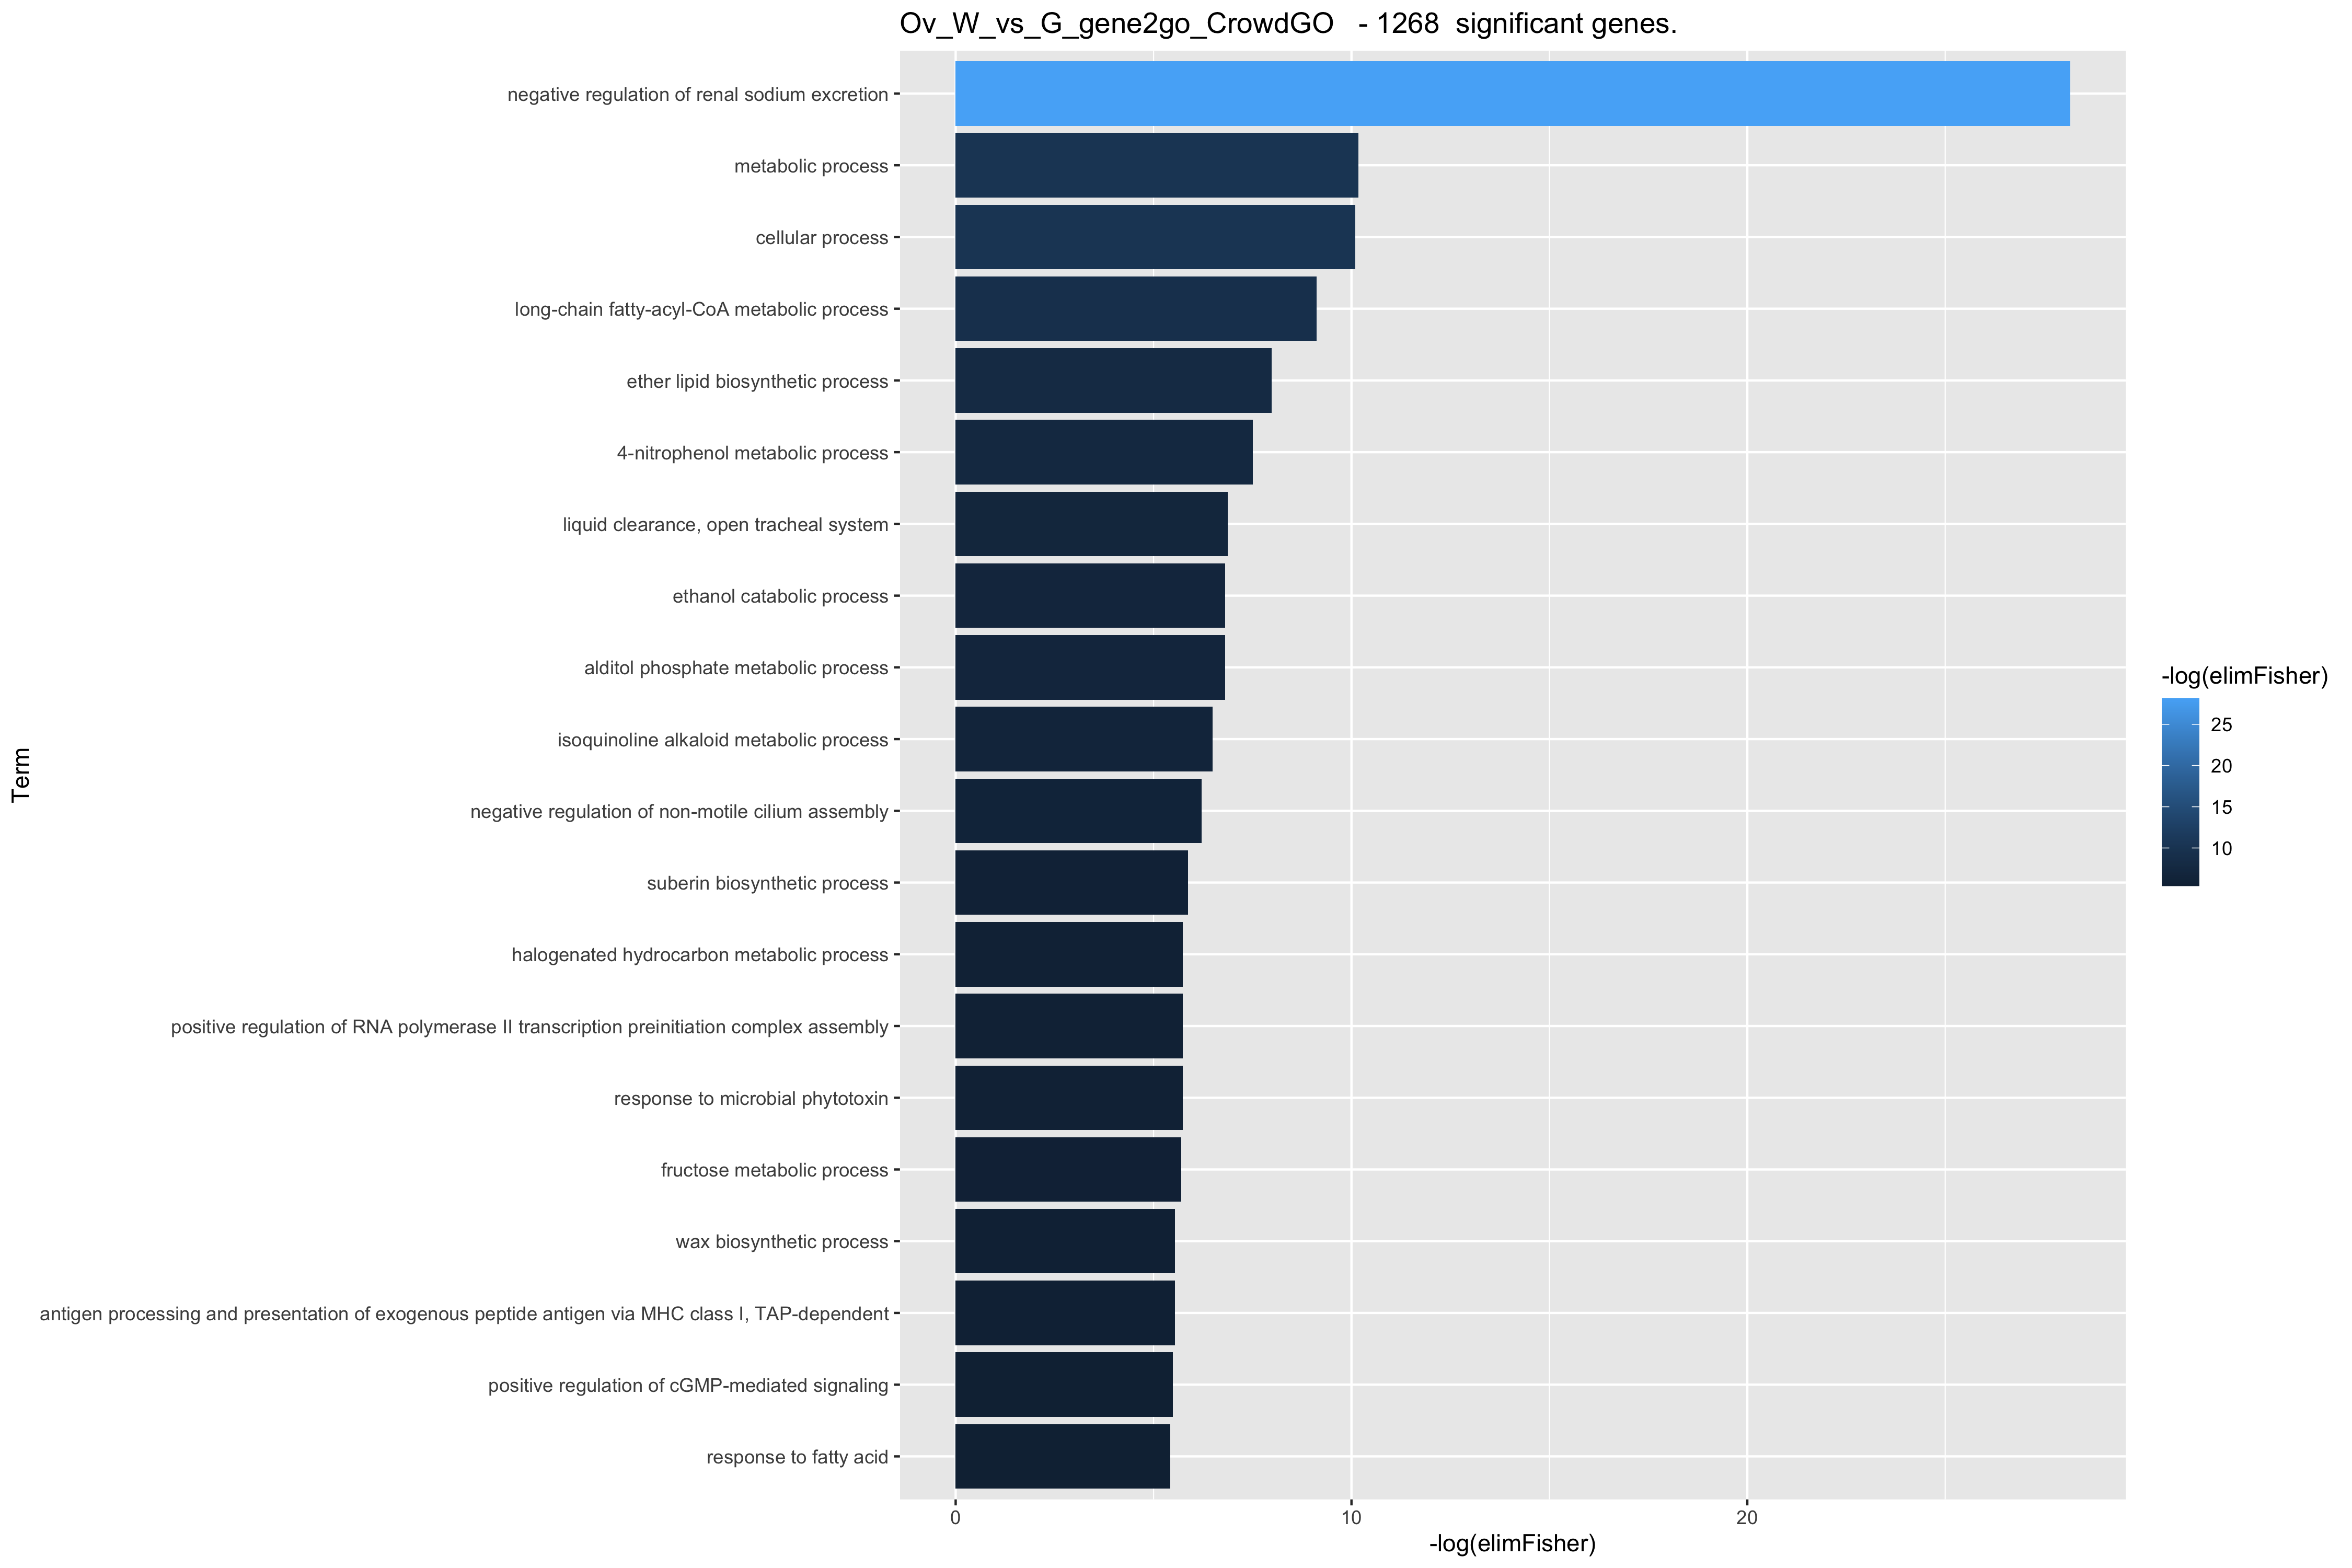 Ov_W_vs_G_gene2go_CrowdGO - 1268 significant genes.
negative regulation of renal sodium excretion
metabolic process
cellular process
long-chain fatty-acyl-CoA metabolic process
ether lipid biosynthetic process
4-nitrophenol metabolic process
liquid clearance, open tracheal system
ethanol catabolic process
alditol phosphate metabolic process
isoquinoline alkaloid metabolic process
negative regulation of non-motile cilium assembly
suberin biosynthetic process
halogenated hydrocarbon metabolic process
positive regulation of RNA polymerase II transcription preinitiation complex assembly
response to microbial phytotoxin
fructose metabolic process
wax biosynthetic process
antigen processing and presentation of exogenous peptide antigen via MHC class I, TAP-dependent
positive regulation of cGMP-mediated signaling
response to fatty acid
Term
0 10 20
-log(elimFisher)
-log(elimFisher)
25
20
15
10